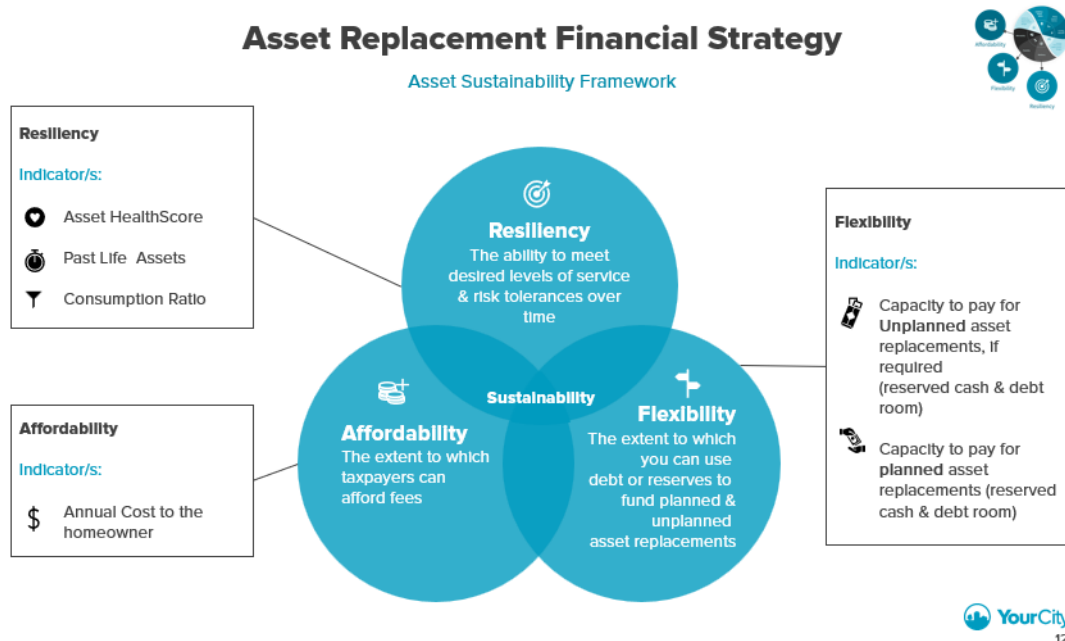 Asset Replacement Financial Strategy
Asset Sustainability Framework
Affordability
Flexibility
Resiliency
Resiliency
Indicator/s:
Asset HealthScore
Past Life Assets
Consumption Ratio
Resiliency
The ability to meet
desired levels of service
& risk tolerances over
time
Flexibility
Indicator/s:
Capacity to pay for
Unplanned asset
replacements, if
required
(reserved cash & debt
room)
Capacity to pay for
planned asset
replacements (reserved
cash & debt room)
Sustainability
Affordability
The extent to which
taxpayers can
afford fees
Flexibility
The extent to which
you can use
debt or reserves to
fund planned &
unplanned
asset replacements
Affordability
Indicator/s:
$ Annual Cost to the
homeowner
YourCity